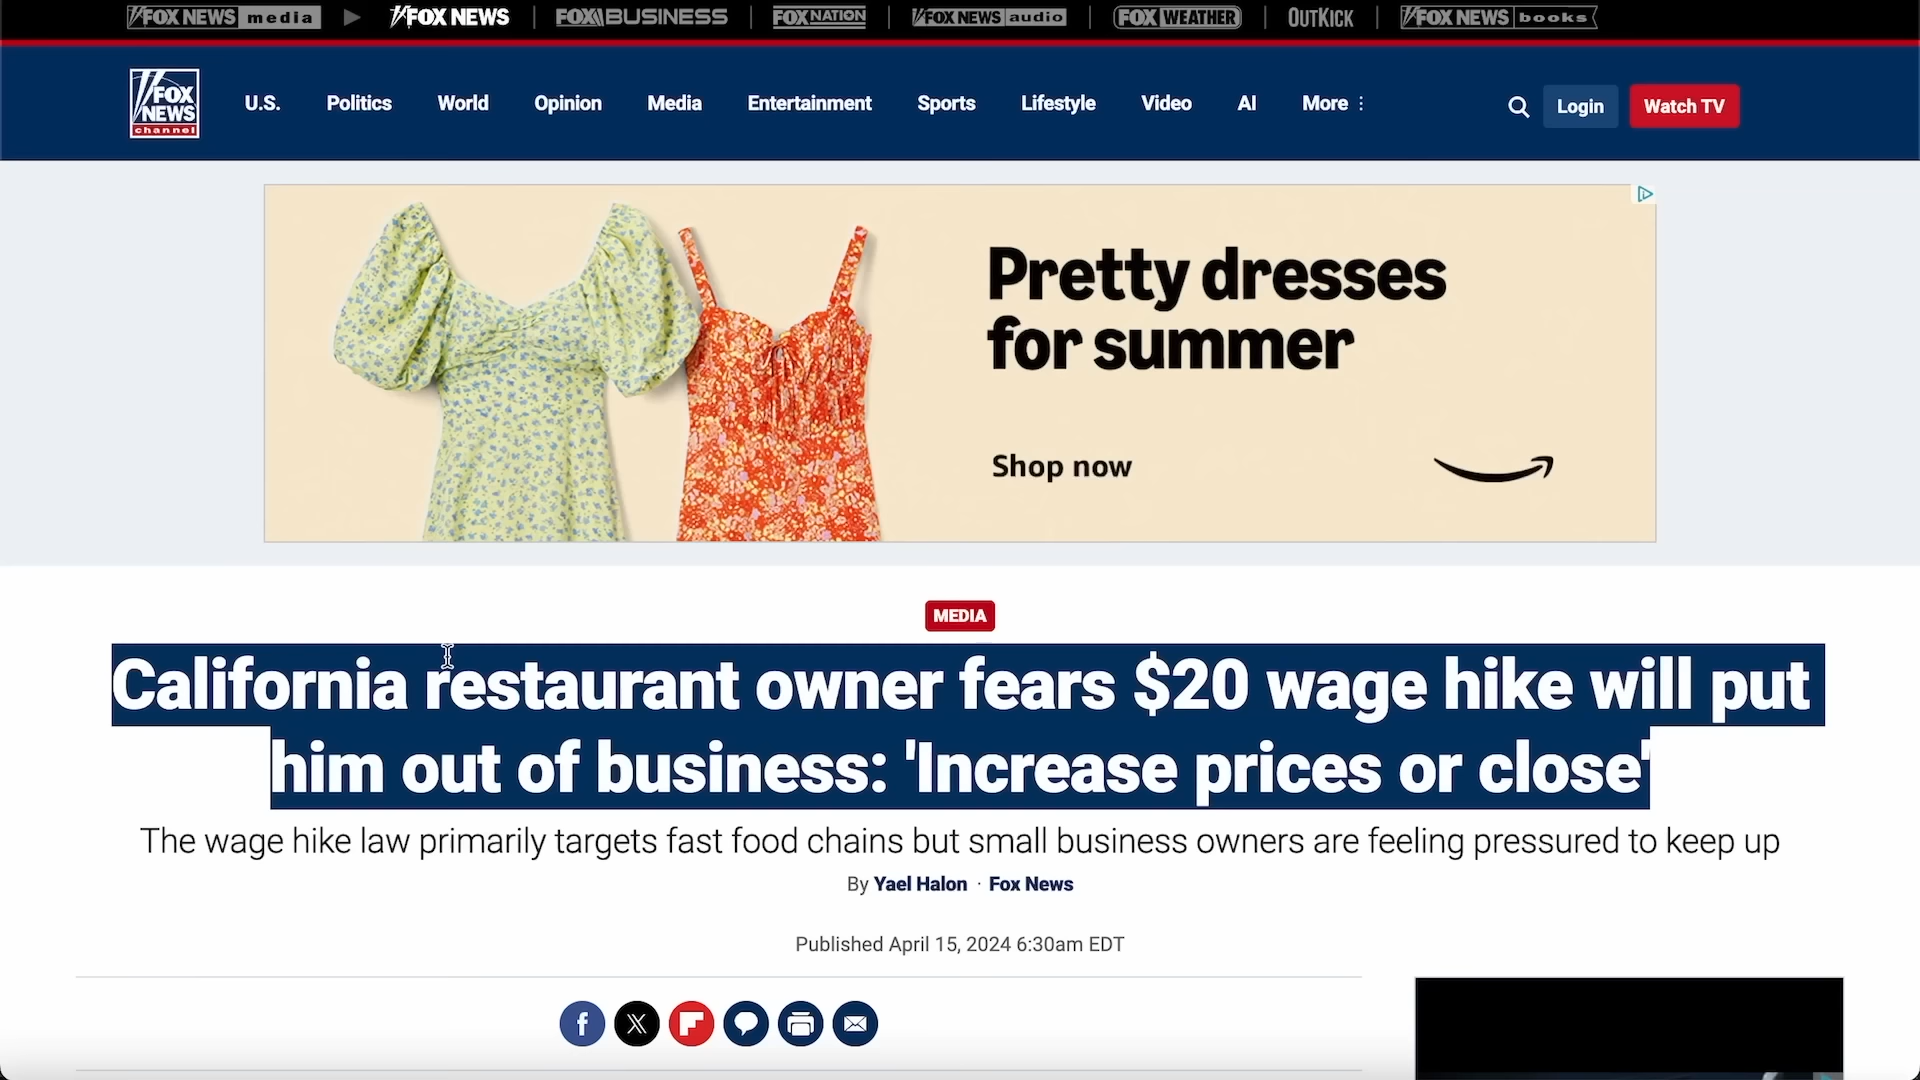 FOX NEWS media
FOX NEWS
FOX BUSINESS
FOX NATION
FOX NEWS audio
FOX WEATHER
OUTKICK
FOX NEWS books
FOX
NEWS
channel
U.S.
Politics
World
Opinion
Media
Entertainment
Sports
Lifestyle
Video
AI
More
Login
Watch TV
Pretty dresses
for summer
Shop now
MEDIA
California restaurant owner fears $20 wage hike will put
him out of business: 'Increase prices or close'
The wage hike law primarily targets fast food chains but small business owners are feeling pressured to keep up
By Yael Halon · Fox News
Published April 15, 2024 6:30am EDT